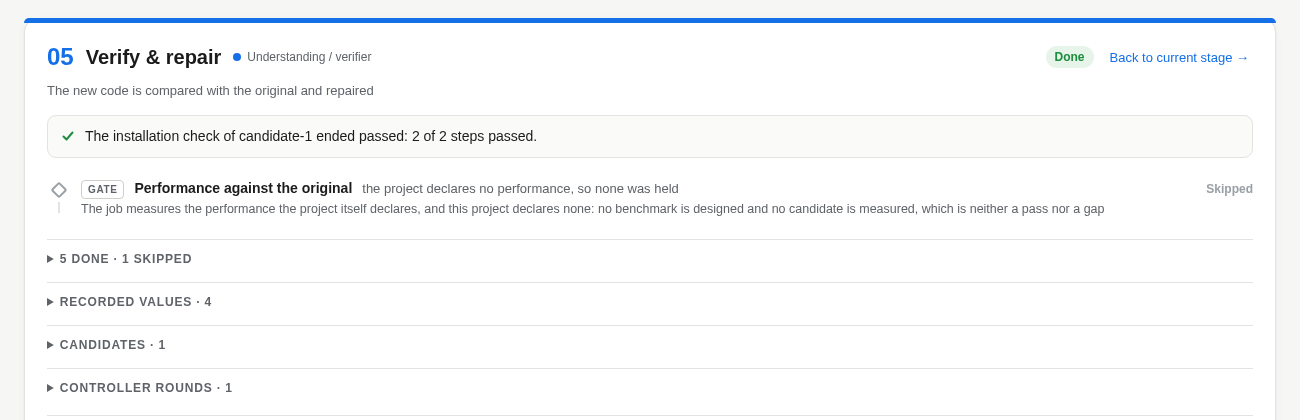 05 Verify & repair Understanding / verifier Done Back to current stage →
The new code is compared with the original and repaired
The installation check of candidate-1 ended passed: 2 of 2 steps passed.
GATE Performance against the original the project declares no performance, so none was held Skipped
The job measures the performance the project itself declares, and this project declares none: no benchmark is designed and no candidate is measured, which is neither a pass nor a gap
5 DONE · 1 SKIPPED
RECORDED VALUES · 4
CANDIDATES · 1
CONTROLLER ROUNDS · 1